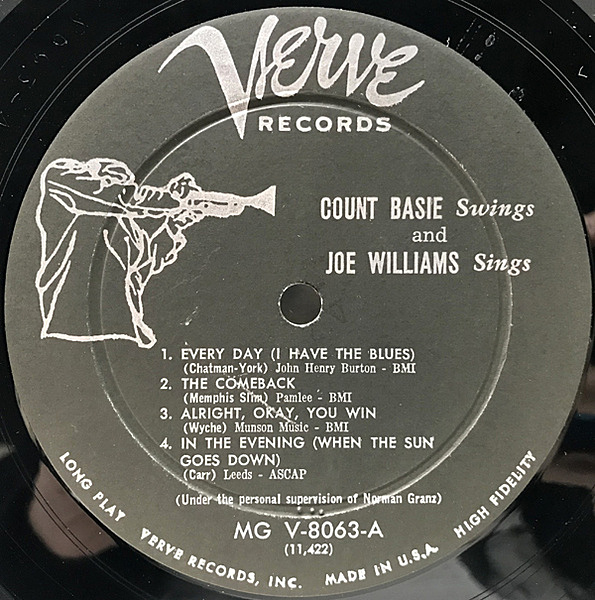 Verve
RECORDS
COUNT BASIE Swings
and
JOE WILLIAMS Sings
1. EVERY DAY (I HAVE THE BLUES)
(Chatman-York) John Henry Burton - BMI
2. THE COMEBACK
(Memphis Slim) Pamlee - BMI
3. ALRIGHT, OKAY, YOU WIN
(Wyche) Munson Music - BMI
4. IN THE EVENING (WHEN THE SUN
GOES DOWN)
(Carr) Leeds - ASCAP
(Under the personal supervision of Norman Granz)
MG V-8063-A
(11,422)
LONG PLAY
VERVE RECORDS, INC.
MADE IN U.S.A.
HIGH FIDELITY